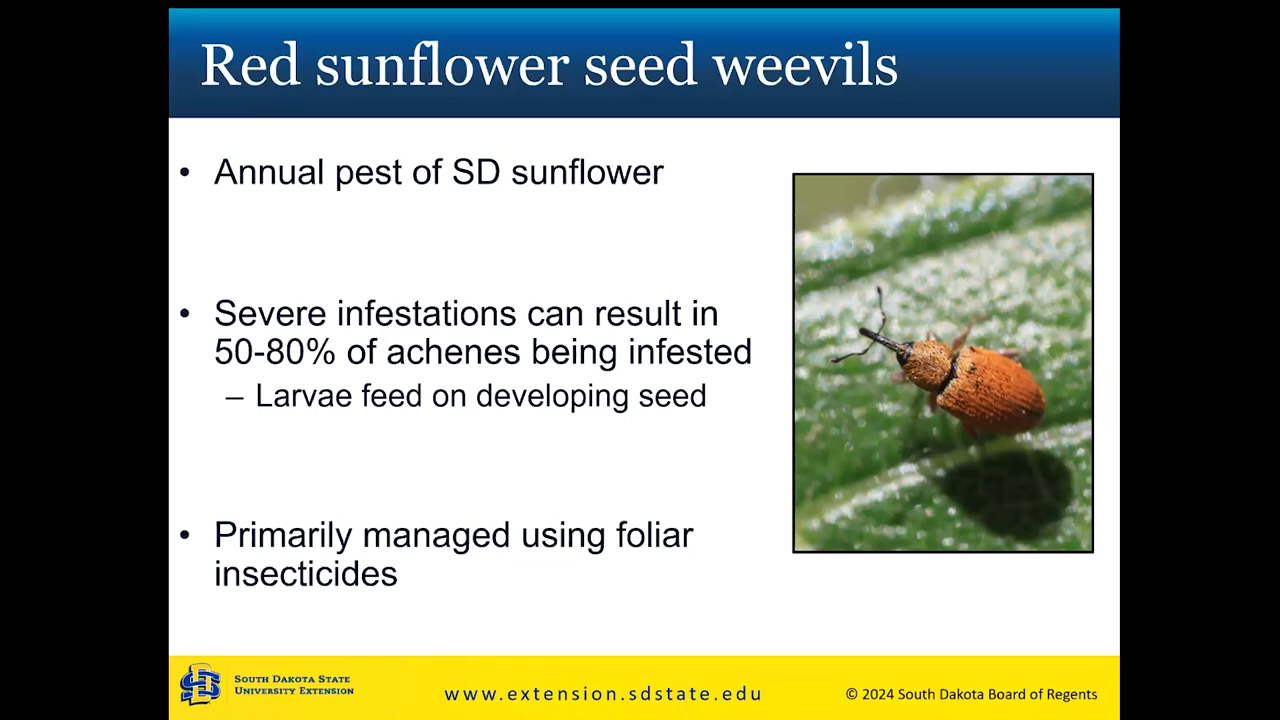 Red sunflower seed weevils
• Annual pest of SD sunflower
• Severe infestations can result in
50-80% of achenes being infested
– Larvae feed on developing seed
• Primarily managed using foliar
insecticides
SOUTH DAKOTA STATE
UNIVERSITY EXTENSION
www.extension.sdstate.edu
© 2024 South Dakota Board of Regents